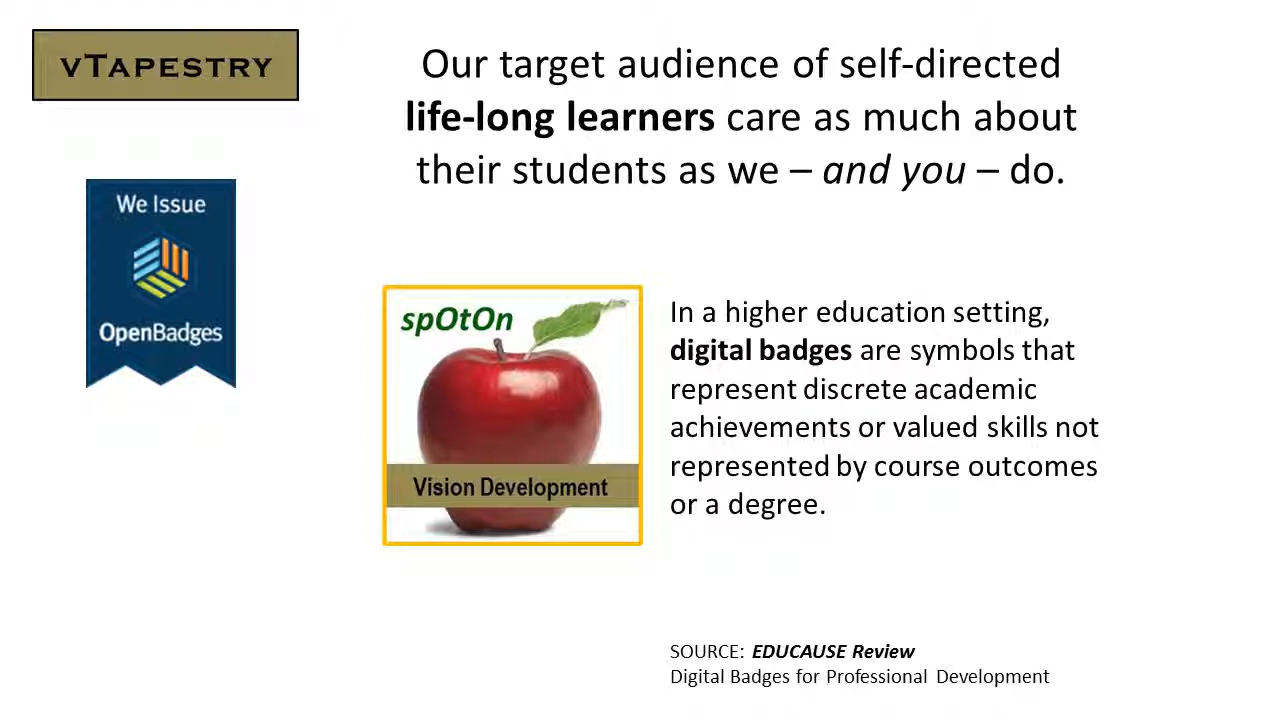 vTapestry
Our target audience of self-directed
life-long learners care as much about
their students as we – and you – do.
We Issue
OpenBadges
spOtOn
Vision Development
In a higher education setting,
digital badges are symbols that
represent discrete academic
achievements or valued skills not
represented by course outcomes
or a degree.
SOURCE: EDUCAUSE Review
Digital Badges for Professional Development